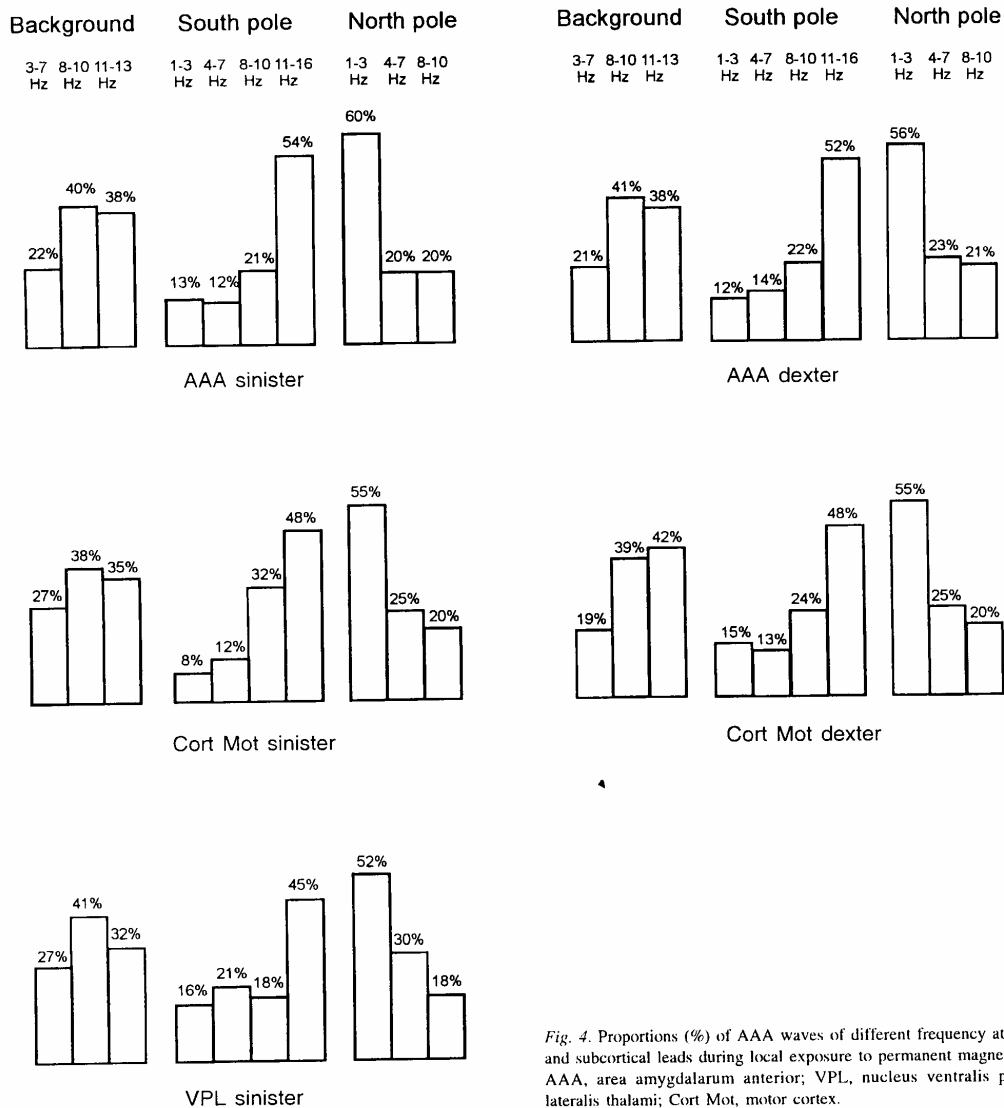 Background South pole North pole
3-7 8-10 11-13 1-3 4-7 8-10 11-16 1-3 4-7 8-10
Hz Hz Hz Hz Hz Hz Hz Hz Hz Hz
22% 40% 38% 13% 12% 21% 54% 60% 20% 20%
AAA sinister
Background South pole North pole
3-7 8-10 11-13 1-3 4-7 8-10 11-16 1-3 4-7 8-10
Hz Hz Hz Hz Hz Hz Hz Hz Hz Hz
21% 41% 38% 12% 14% 22% 52% 56% 23% 21%
AAA dexter
27% 38% 35% 8% 12% 32% 48% 55% 25% 20%
Cort Mot sinister
19% 39% 42% 15% 13% 24% 48% 55% 25% 20%
Cort Mot dexter
27% 41% 32% 16% 21% 18% 45% 52% 30% 18%
VPL sinister
Fig. 4. Proportions (%) of AAA waves of different frequency at
and subcortical leads during local exposure to permanent magne
AAA, area amygdalarum anterior; VPL, nucleus ventralis p
lateralis thalami; Cort Mot, motor cortex.